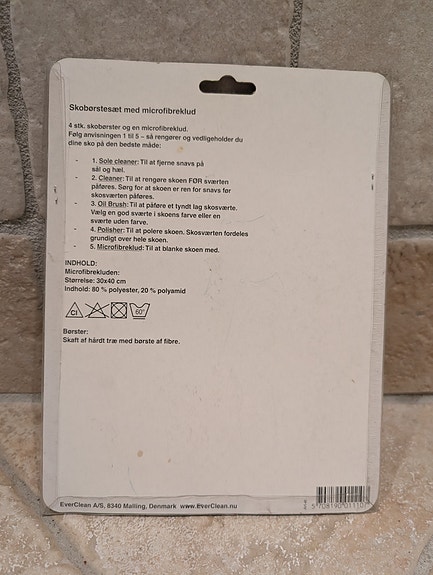 Skobørstesæt med microfibreklud
4 stk. skobørster og en microfibreklud.
Følg anvisningen 1 til 5 – så rengører og vedligeholder du
dine sko på den bedste måde:
- 1. Sole cleaner: Til at fjerne snavs på
sål og hæl.
- 2. Cleaner: Til at rengøre skoen FØR sværten
påføres. Sørg for at skoen er ren for snavs før
skosværten påføres.
- 3. Oil Brush: Til at påføre et tyndt lag skosværte.
Vælg en god sværte i skoens farve eller en
sværte uden farve.
- 4. Polisher: Til at polere skoen. Skosværten fordeles
grundigt over hele skoen.
- 5. Microfibreklud: Til at blanke skoen med.
INDHOLD:
Microfibrekluden:
Størrelse: 30x40 cm
Indhold: 80 % polyester, 20 % polyamid
Cl 60°
Børster:
Skaft af hårdt træ med børste af fibre.
EverClean A/S, 8340 Malling, Denmark www.EverClean.nu
5 708190 01110